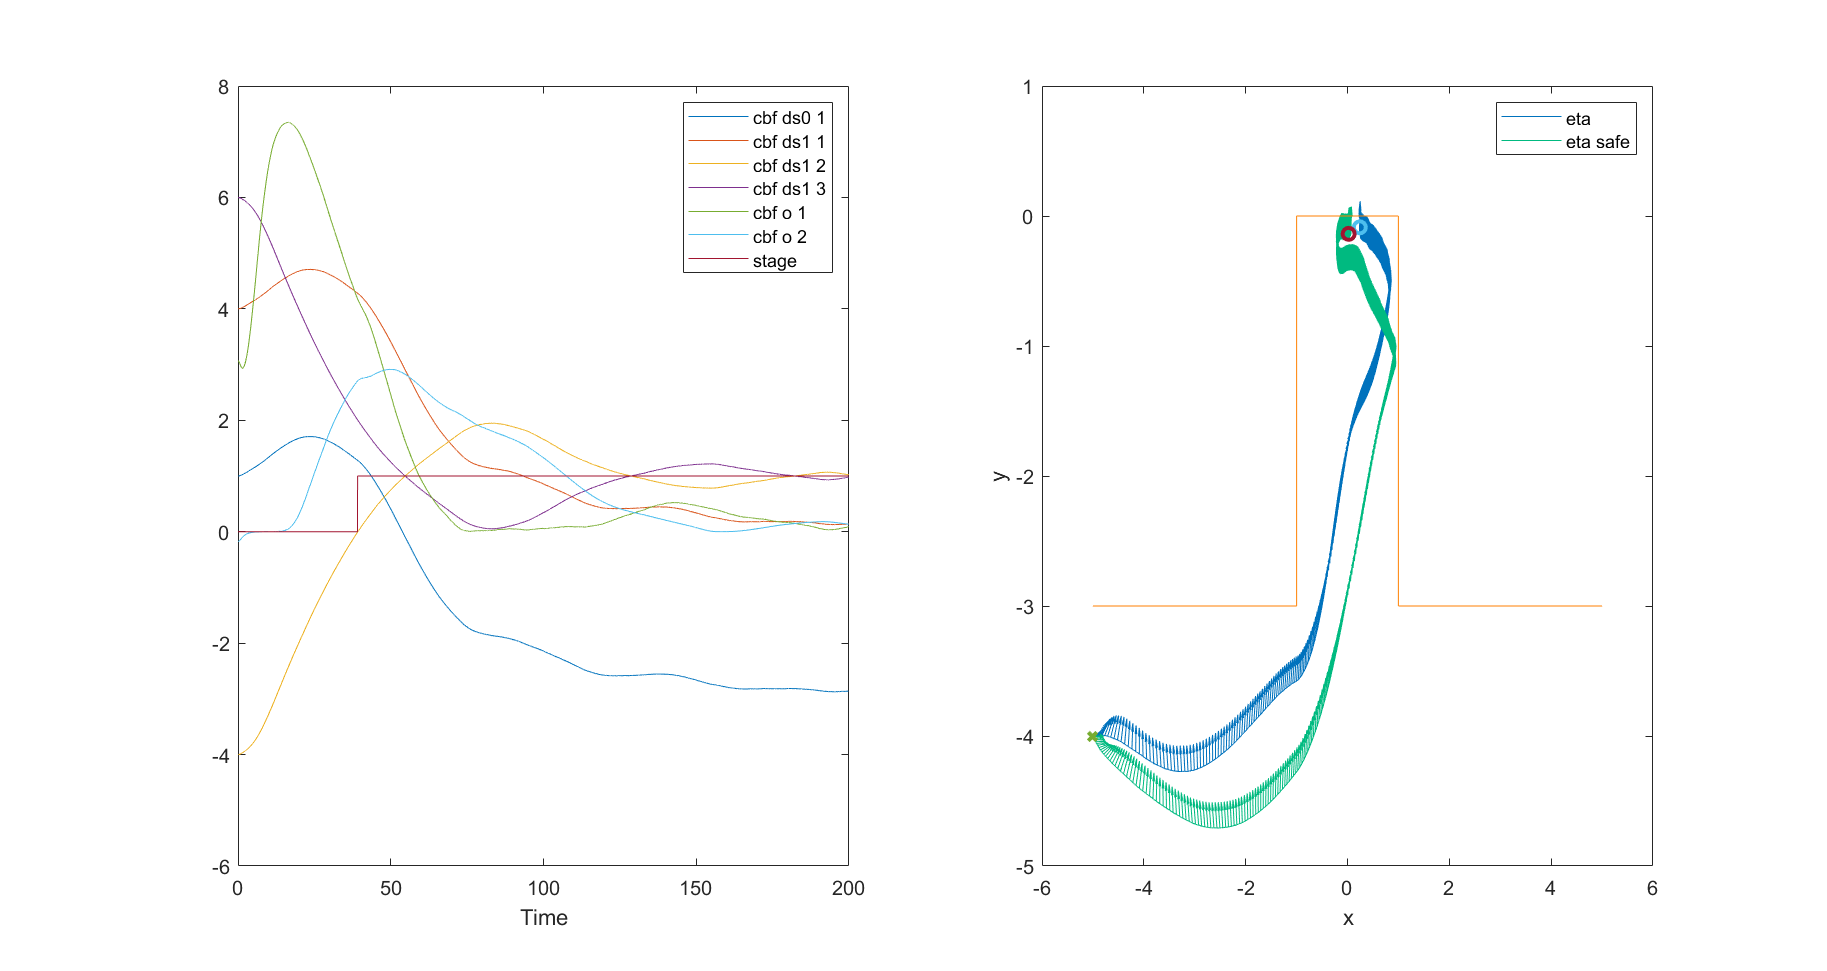 8
6
4
2
0
-2
-4
-6
0
50
100
150
200
Time
cbf ds0 1
cbf ds1 1
cbf ds1 2
cbf ds1 3
cbf o 1
cbf o 2
stage
1
0
-1
-2
-3
-4
-5
y
-6
-4
-2
0
2
4
6
x
eta
eta safe